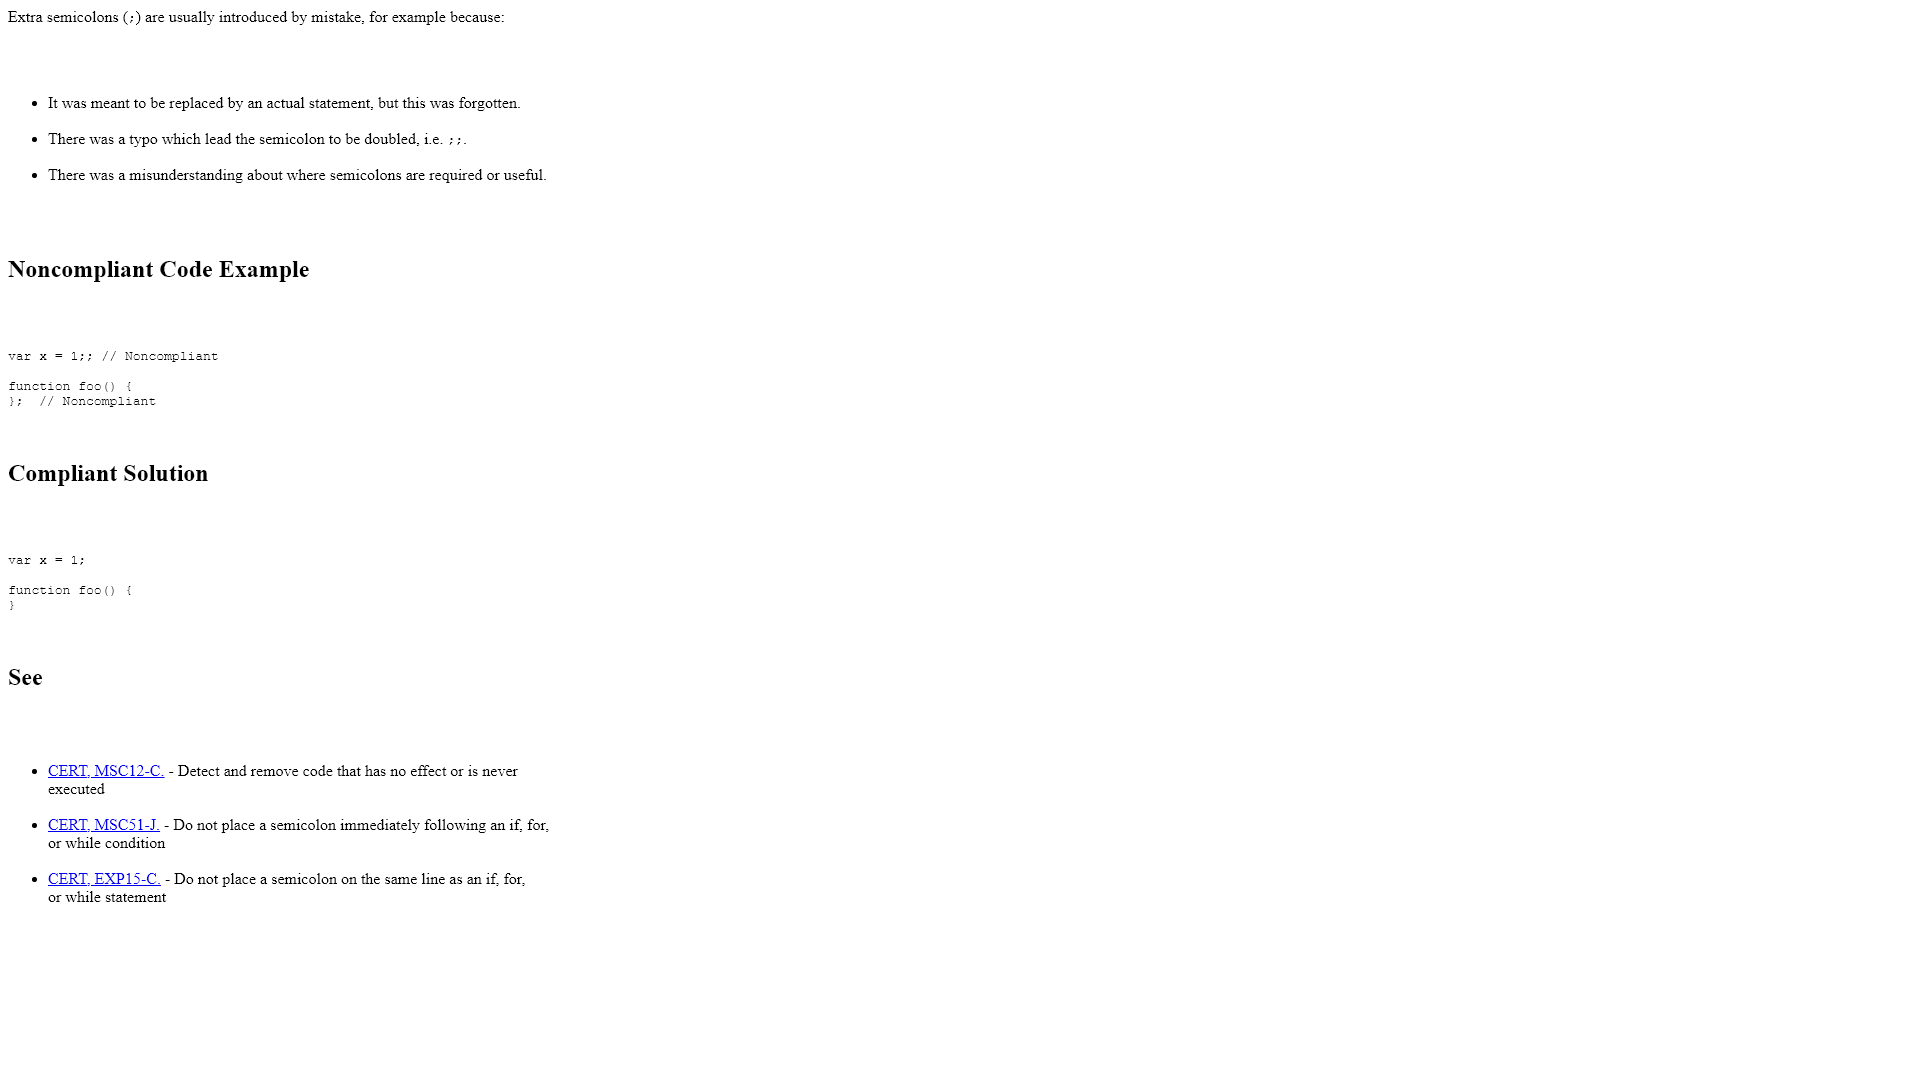 Extra semicolons (;) are usually introduced by mistake, for example because:
• It was meant to be replaced by an actual statement, but this was forgotten.
• There was a typo which lead the semicolon to be doubled, i.e. ;;.
• There was a misunderstanding about where semicolons are required or useful.
Noncompliant Code Example
var x = 1;; // Noncompliant
function foo() {
};  // Noncompliant
Compliant Solution
var x = 1;
function foo() {
}
See
• CERT, MSC12-C. - Detect and remove code that has no effect or is never
executed
• CERT, MSC51-J. - Do not place a semicolon immediately following an if, for,
or while condition
• CERT, EXP15-C. - Do not place a semicolon on the same line as an if, for,
or while statement